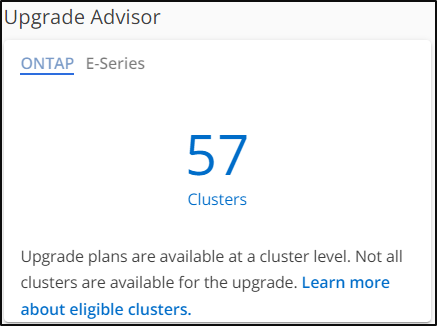 Upgrade Advisor
ONTAP E-Series
57
Clusters
Upgrade plans are available at a cluster level. Not all
clusters are available for the upgrade. Learn more
about eligible clusters.